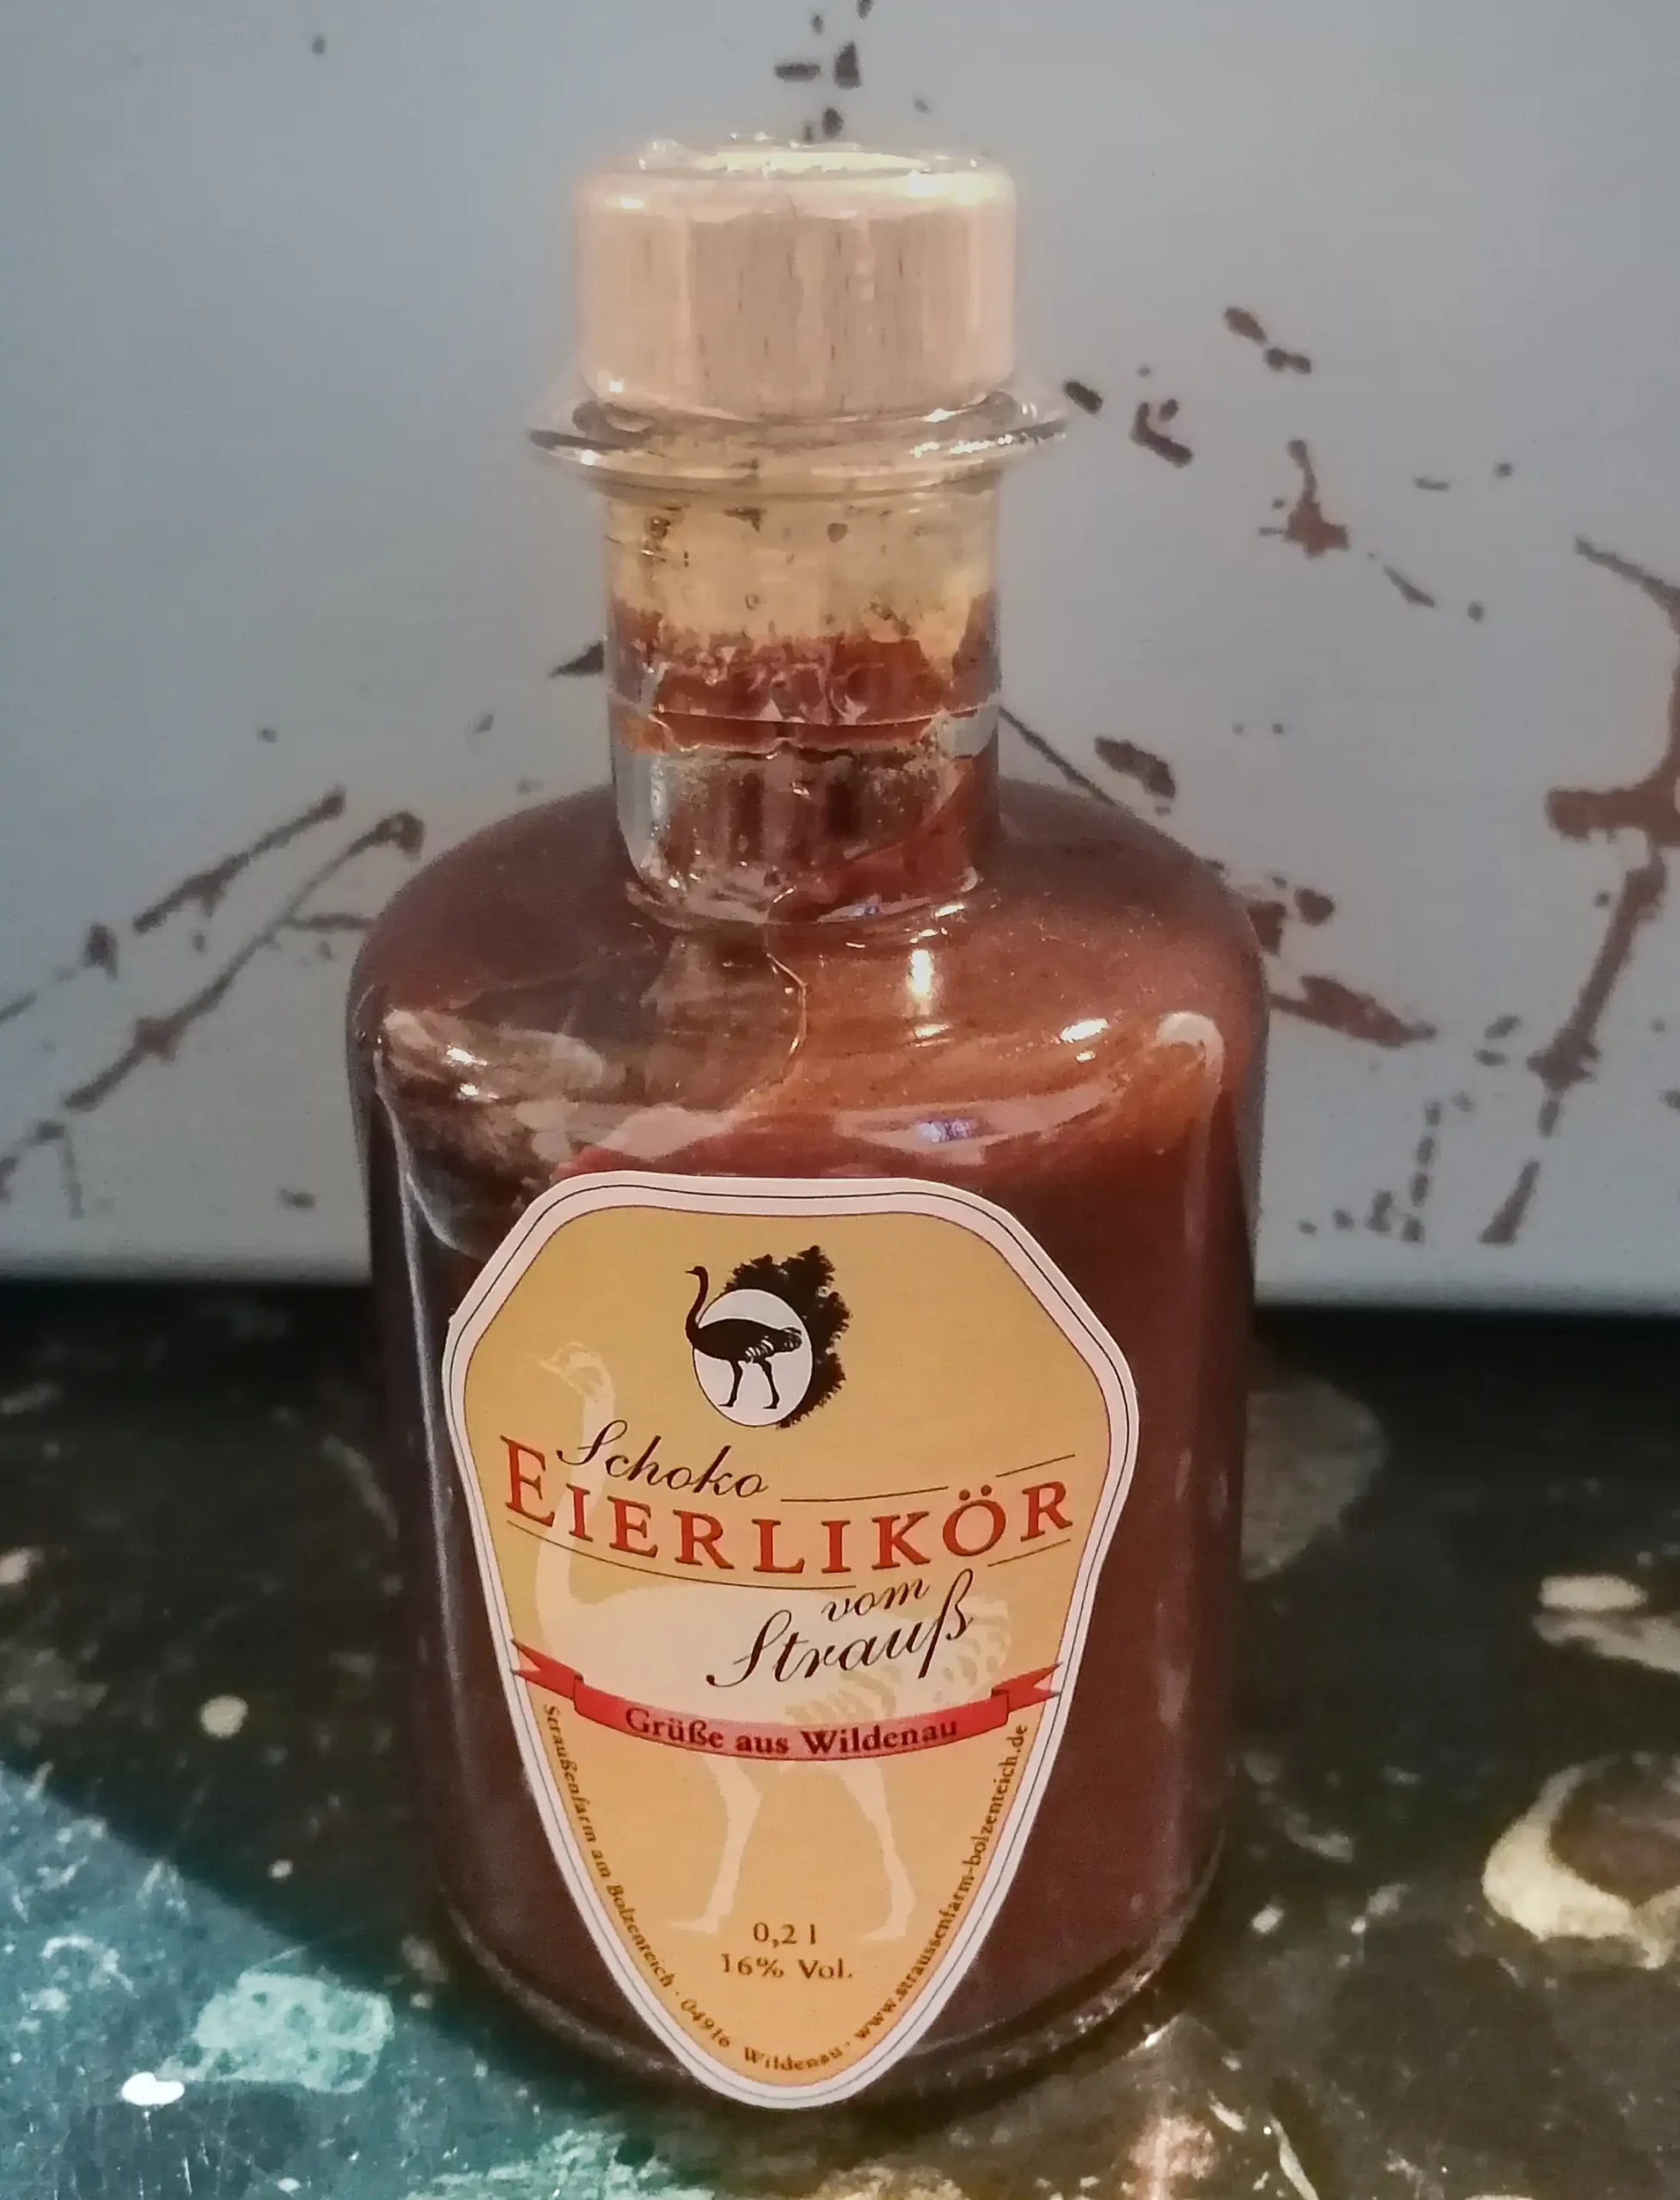 Schoko
EIERLIKÖR
vom
Strauß
Grüße aus Wildenau
0,2 l
16% Vol.
Straußenfarm am Bolzenteich · 04916 Wildenau · www.straussenfarm-bolzenteich.de